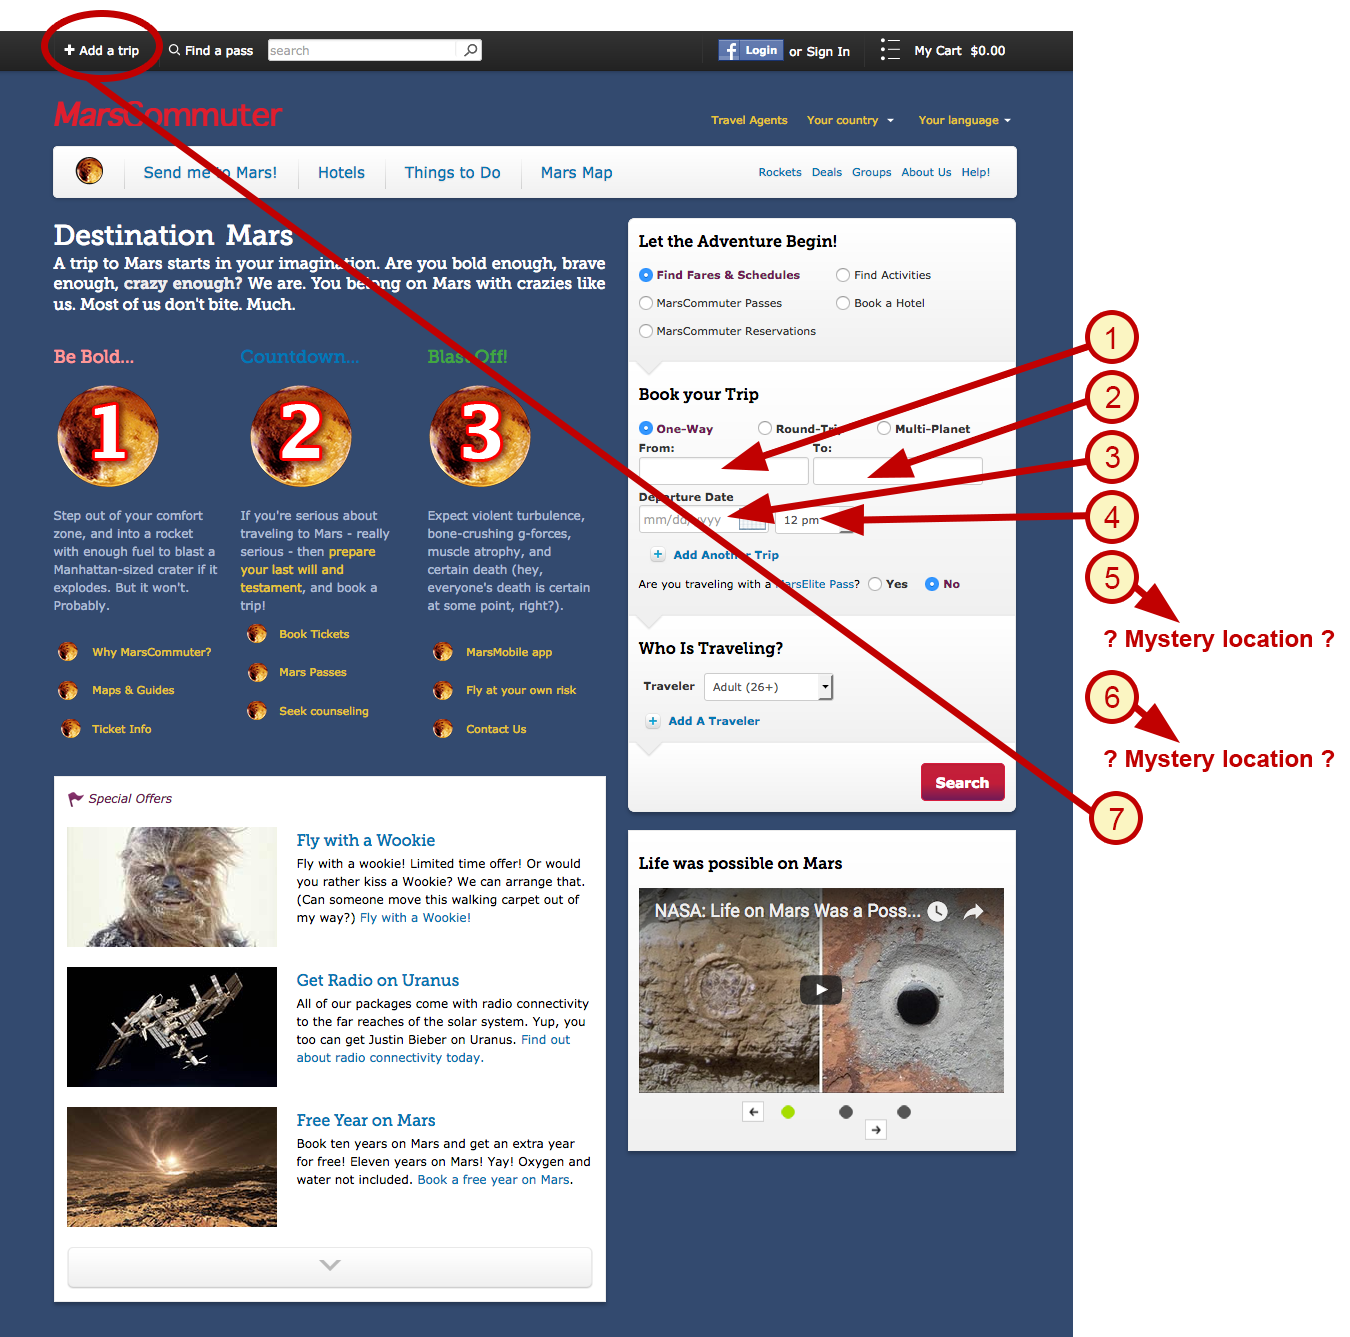 Add a trip
Find a pass
search
Login
or Sign In
My Cart $0.00
MarsCommuter
Travel Agents
Your country
Your language
Send me to Mars!
Hotels
Things to Do
Mars Map
Rockets
Deals
Groups
About Us
Help!
Destination Mars
A trip to Mars starts in your imagination. Are you bold enough, brave
enough, crazy enough? We are. You belong on Mars with crazies like
us. Most of us don't bite. Much.
Be Bold...
1
Step out of your comfort
zone, and into a rocket
with enough fuel to blast a
Manhattan-sized crater if it
explodes. But it won't.
Probably.
Why MarsCommuter?
Maps & Guides
Ticket Info
Countdown...
2
If you're serious about
traveling to Mars - really
serious - then prepare
your last will and
testament, and book a
trip!
Book Tickets
Mars Passes
Seek counseling
Blast Off!
3
Expect violent turbulence,
bone-crushing g-forces,
muscle atrophy, and
certain death (hey,
everyone's death is certain
at some point, right?).
MarsMobile app
Fly at your own risk
Contact Us
Special Offers
Fly with a Wookie
Fly with a wookie! Limited time offer! Or would
you rather kiss a Wookie? We can arrange that.
(Can someone move this walking carpet out of
my way?) Fly with a Wookie!
Get Radio on Uranus
All of our packages come with radio connectivity
to the far reaches of the solar system. Yup, you
too can get Justin Bieber on Uranus. Find out
about radio connectivity today.
Free Year on Mars
Book ten years on Mars and get an extra year
for free! Eleven years on Mars! Yay! Oxygen and
water not included. Book a free year on Mars.
Let the Adventure Begin!
Find Fares & Schedules
Find Activities
MarsCommuter Passes
Book a Hotel
MarsCommuter Reservations
Book your Trip
One-Way
Round-Trip
Multi-Planet
From:
To:
Departure Date
mm/dd/yyyy
12 pm
Add Another Trip
Are you traveling with a MarsElite Pass?
Yes
No
Who Is Traveling?
Traveler
Adult (26+)
Add A Traveler
Search
Life was possible on Mars
NASA: Life on Mars Was a Poss...
1
2
3
4
5
? Mystery location ?
6
? Mystery location ?
7